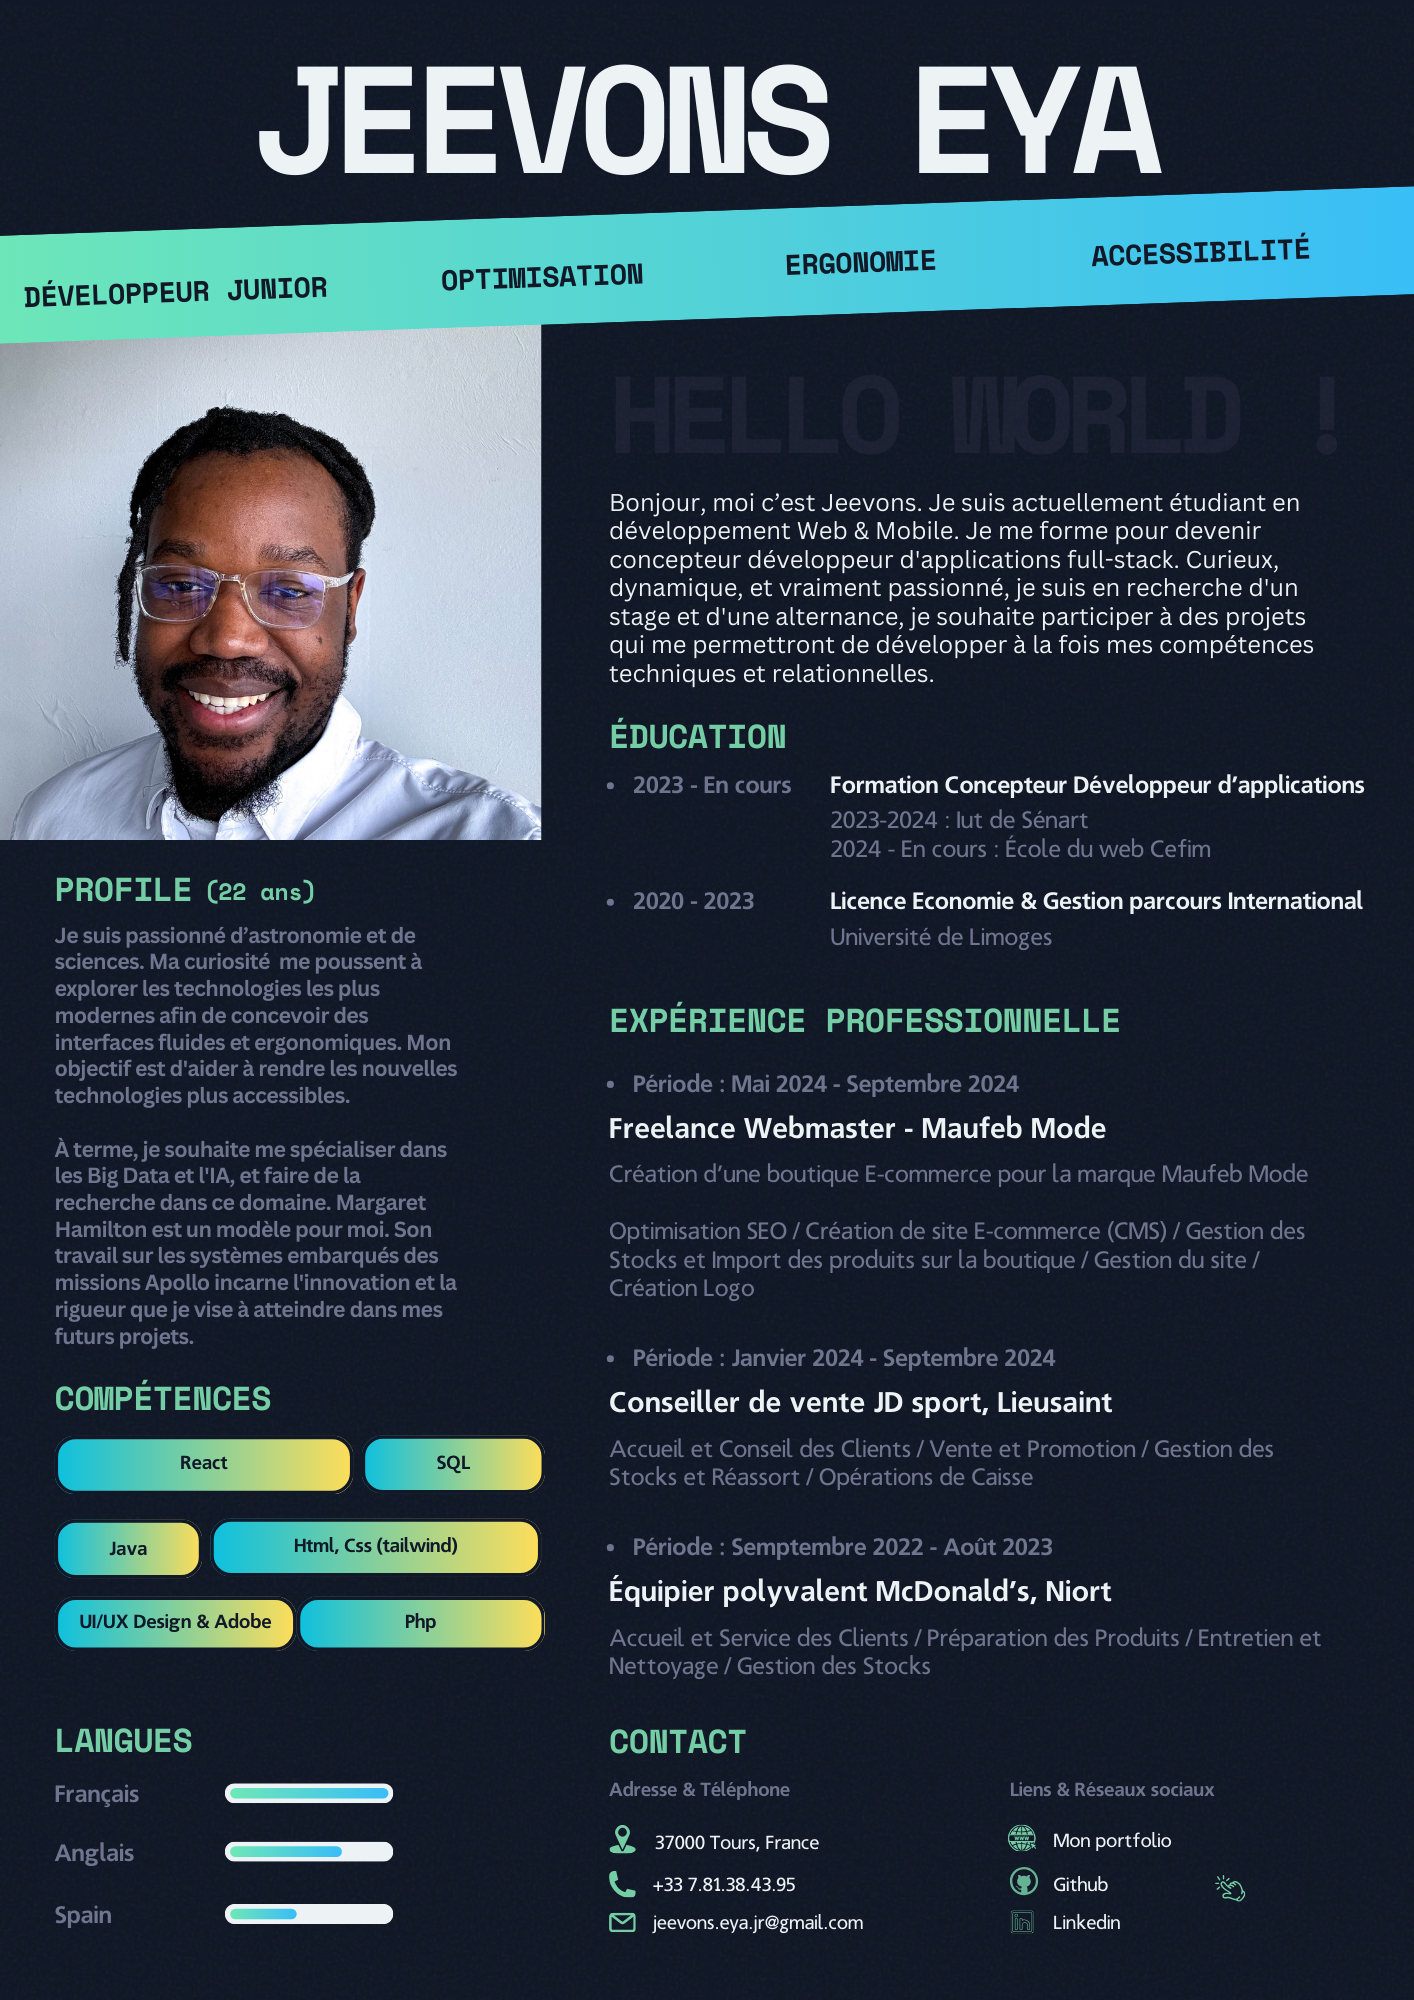 JEEVONS EYA
DÉVELOPPEUR JUNIOR
OPTIMISATION
ERGONOMIE
ACCESSIBILITÉ
HELLO WORLD !
Bonjour, moi c’est Jeevons. Je suis actuellement étudiant en
développement Web & Mobile. Je me forme pour devenir
concepteur développeur d'applications full-stack. Curieux,
dynamique, et vraiment passionné, je suis en recherche d'un
stage et d'une alternance, je souhaite participer à des projets
qui me permettront de développer à la fois mes compétences
techniques et relationnelles.
ÉDUCATION
• 2023 - En cours
Formation Concepteur Développeur d’applications
2023-2024 : Iut de Sénart
2024 - En cours : École du web Cefim
• 2020 - 2023
Licence Economie & Gestion parcours International
Université de Limoges
PROFILE (22 ans)
Je suis passionné d’astronomie et de
sciences. Ma curiosité  me poussent à
explorer les technologies les plus
modernes afin de concevoir des
interfaces fluides et ergonomiques. Mon
objectif est d'aider à rendre les nouvelles
technologies plus accessibles.
À terme, je souhaite me spécialiser dans
les Big Data et l'IA, et faire de la
recherche dans ce domaine. Margaret
Hamilton est un modèle pour moi. Son
travail sur les systèmes embarqués des
missions Apollo incarne l'innovation et la
rigueur que je vise à atteindre dans mes
futurs projets.
EXPÉRIENCE PROFESSIONNELLE
• Période : Mai 2024 - Septembre 2024
Freelance Webmaster - Maufeb Mode
Création d’une boutique E-commerce pour la marque Maufeb Mode
Optimisation SEO / Création de site E-commerce (CMS) / Gestion des
Stocks et Import des produits sur la boutique / Gestion du site /
Création Logo
• Période : Janvier 2024 - Septembre 2024
Conseiller de vente JD sport, Lieusaint
Accueil et Conseil des Clients / Vente et Promotion / Gestion des
Stocks et Réassort / Opérations de Caisse
• Période : Semptembre 2022 - Août 2023
Équipier polyvalent McDonald’s, Niort
Accueil et Service des Clients / Préparation des Produits / Entretien et
Nettoyage / Gestion des Stocks
COMPÉTENCES
React
SQL
Java
Html, Css (tailwind)
UI/UX Design & Adobe
Php
LANGUES
Français
Anglais
Spain
CONTACT
Adresse & Téléphone
37000 Tours, France
+33 7.81.38.43.95
jeevons.eya.jr@gmail.com
Liens & Réseaux sociaux
www
Mon portfolio
Github
in
Linkedin